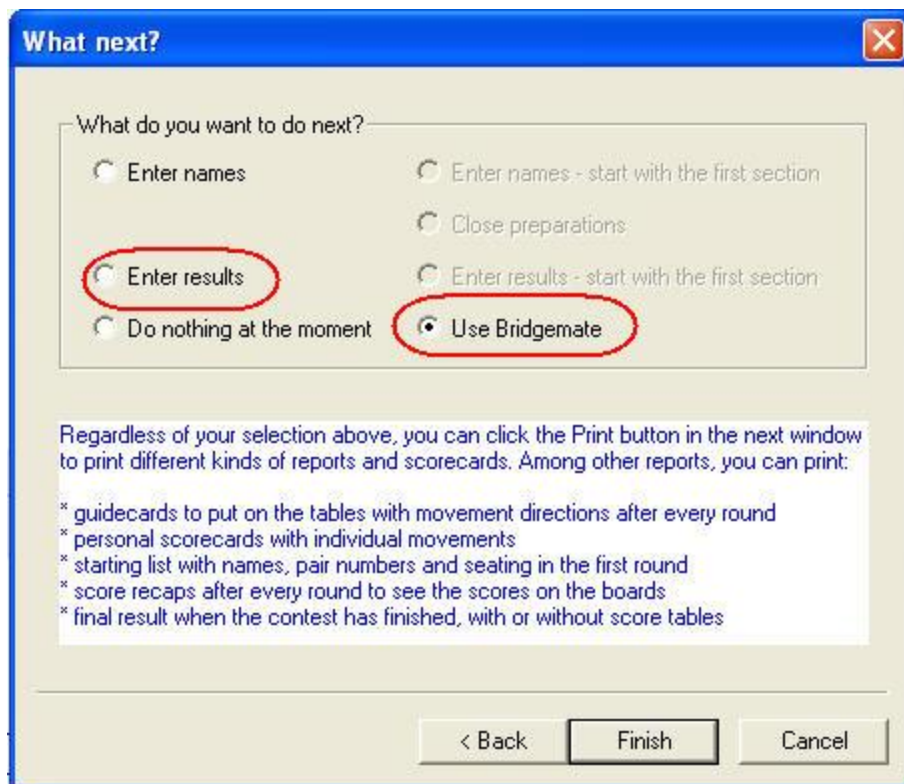 What next?
What do you want to do next?
Enter names
Enter names - start with the first section
Close preparations
Enter results
Enter results - start with the first section
Do nothing at the moment
Use Bridgemate
Regardless of your selection above, you can click the Print button in the next window
to print different kinds of reports and scorecards. Among other reports, you can print:
* guidecards to put on the tables with movement directions after every round
* personal scorecards with individual movements
* starting list with names, pair numbers and seating in the first round
* score recaps after every round to see the scores on the boards
* final result when the contest has finished, with or without score tables
< Back
Finish
Cancel